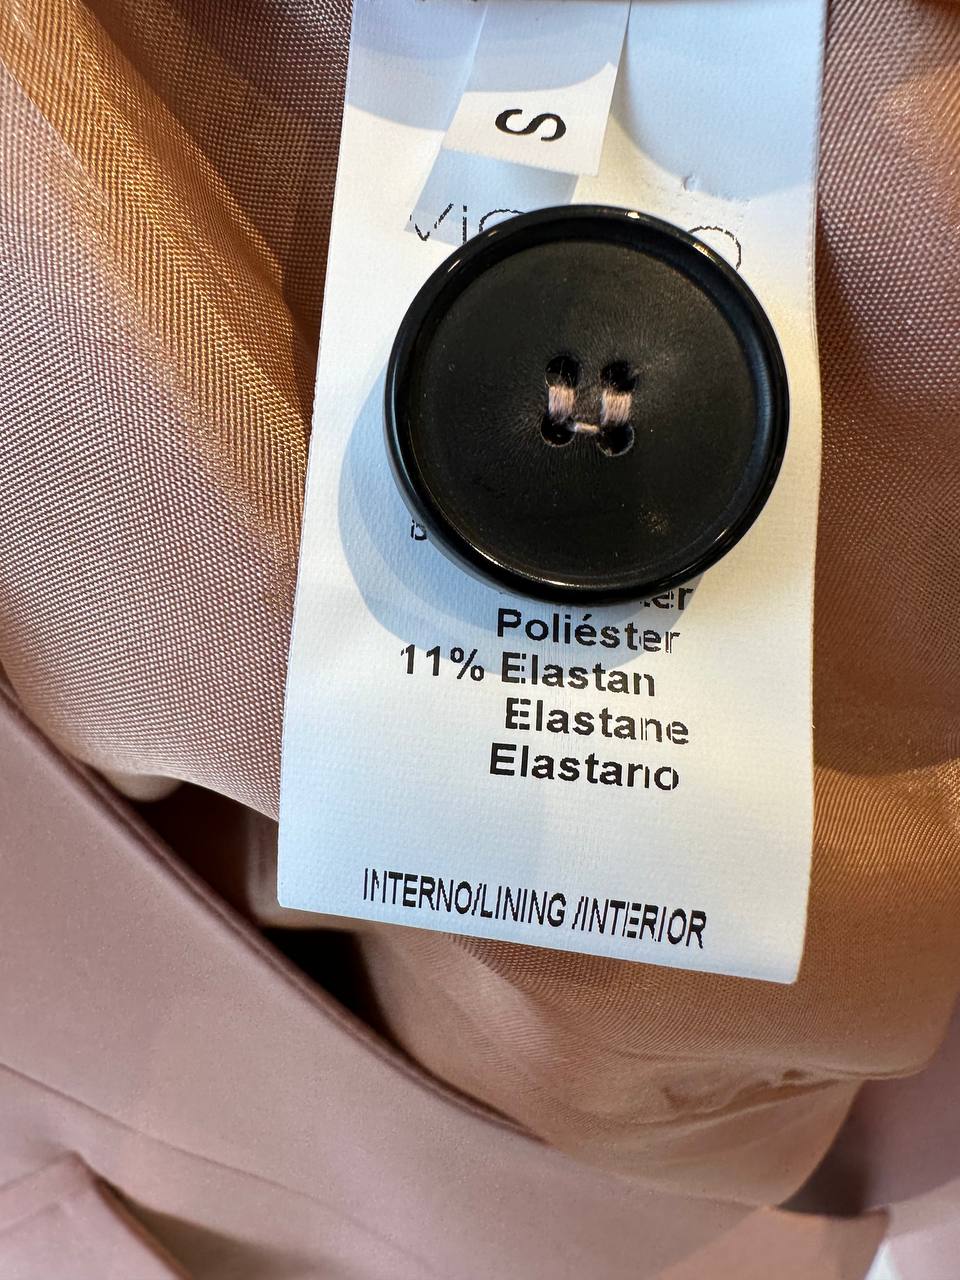 S
Poliéster
11% Elastan
Elastane
Elastano
INTERNO/LINING /INTERIOR